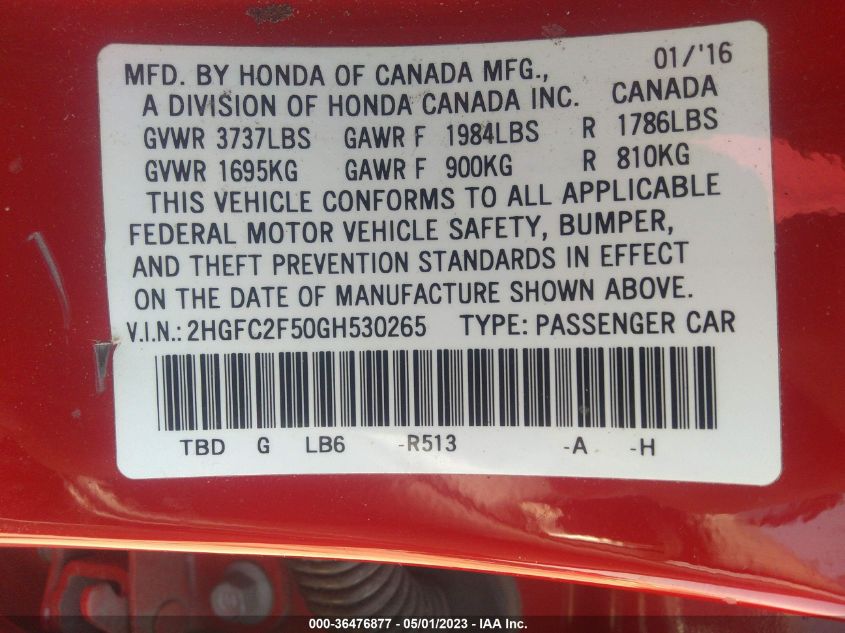 01/'16
MFD. BY HONDA OF CANADA MFG.,
A DIVISION OF HONDA CANADA INC. CANADA
GVWR 3737LBS GAWR F 1984LBS R 1786LBS
GVWR 1695KG GAWR F 900KG R 810KG
THIS VEHICLE CONFORMS TO ALL APPLICABLE
FEDERAL MOTOR VEHICLE SAFETY, BUMPER,
AND THEFT PREVENTION STANDARDS IN EFFECT
ON THE DATE OF MANUFACTURE SHOWN ABOVE.
V.I.N.: 2HGFC2F50GH530265 TYPE: PASSENGER CAR
TBD G LB6 -R513 -A -H
000-36476877 - 05/01/2023 - IAA Inc.